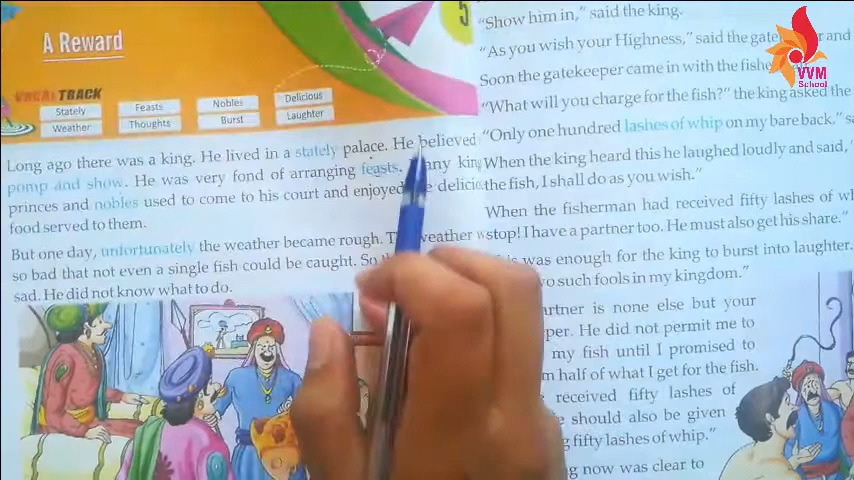 A Reward
5
VOCAB TRACK
Stately
Feasts
Nobles
Delicious
Weather
Thoughts
Burst
Laughter
Long ago there was a king. He lived in a stately palace. He believed
pomp and show. He was very fond of arranging feasts. Many king
princes and nobles used to come to his court and enjoyed delicio
food served to them.
But one day, unfortunately the weather became rough. weather w
so bad that not even a single fish could be caught. So
sad. He did not know what to do.
"Show him in," said the king.
"As you wish your Highness," said the gate and
Soon the gatekeeper came in with the fishe
"What will you charge for the fish?" the king asked the
"Only one hundred lashes of whip on my bare back," sa
When the king heard this he laughed loudly and said,
the fish, I shall do as you wish."
When the fisherman had received fifty lashes of w
stop! I have a partner too. He must also get his share."
was enough for the king to burst into laughter.
wo such fools in my kingdom."
rtner is none else but your
per. He did not permit me to
my fish until I promised to
m half of what I get for the fish.
received fifty lashes of
should also be given
g fifty lashes of whip."
ng now was clear to
VVM
School